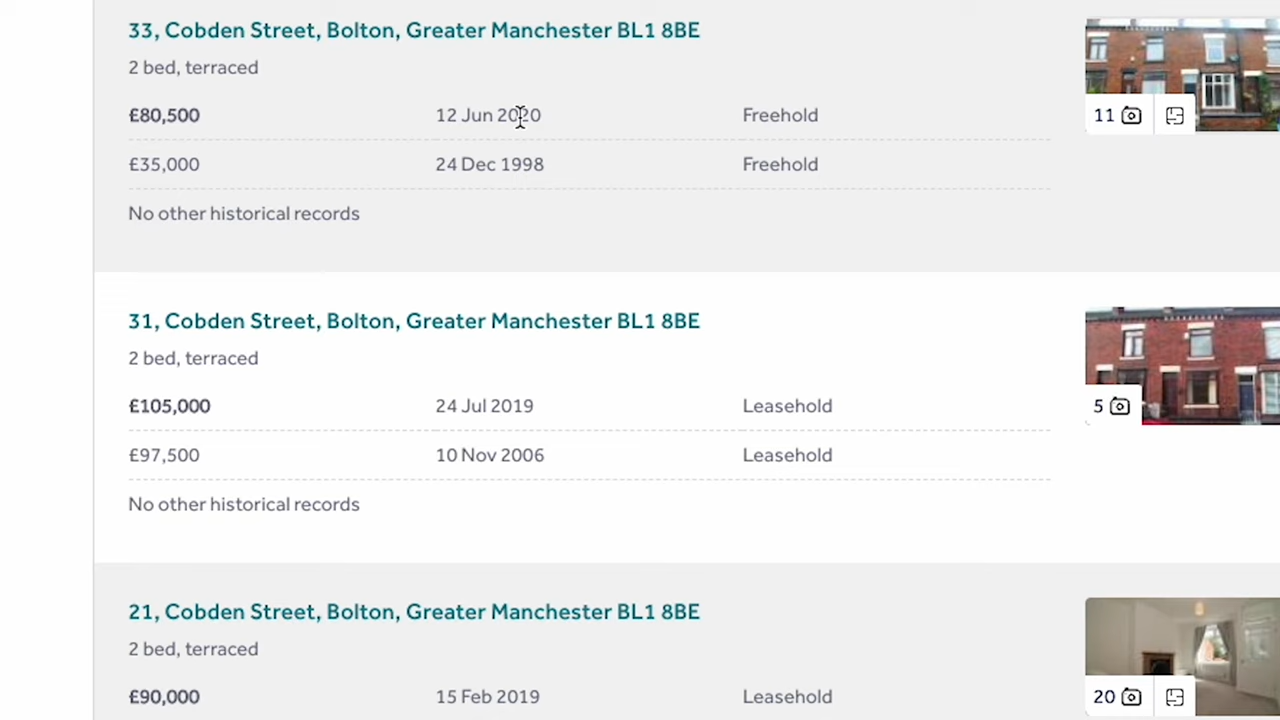 33, Cobden Street, Bolton, Greater Manchester BL1 8BE
2 bed, terraced
£80,500 12 Jun 2020 Freehold
11
£35,000 24 Dec 1998 Freehold
No other historical records
31, Cobden Street, Bolton, Greater Manchester BL1 8BE
2 bed, terraced
£105,000 24 Jul 2019 Leasehold
5
£97,500 10 Nov 2006 Leasehold
No other historical records
21, Cobden Street, Bolton, Greater Manchester BL1 8BE
2 bed, terraced
£90,000 15 Feb 2019 Leasehold
20